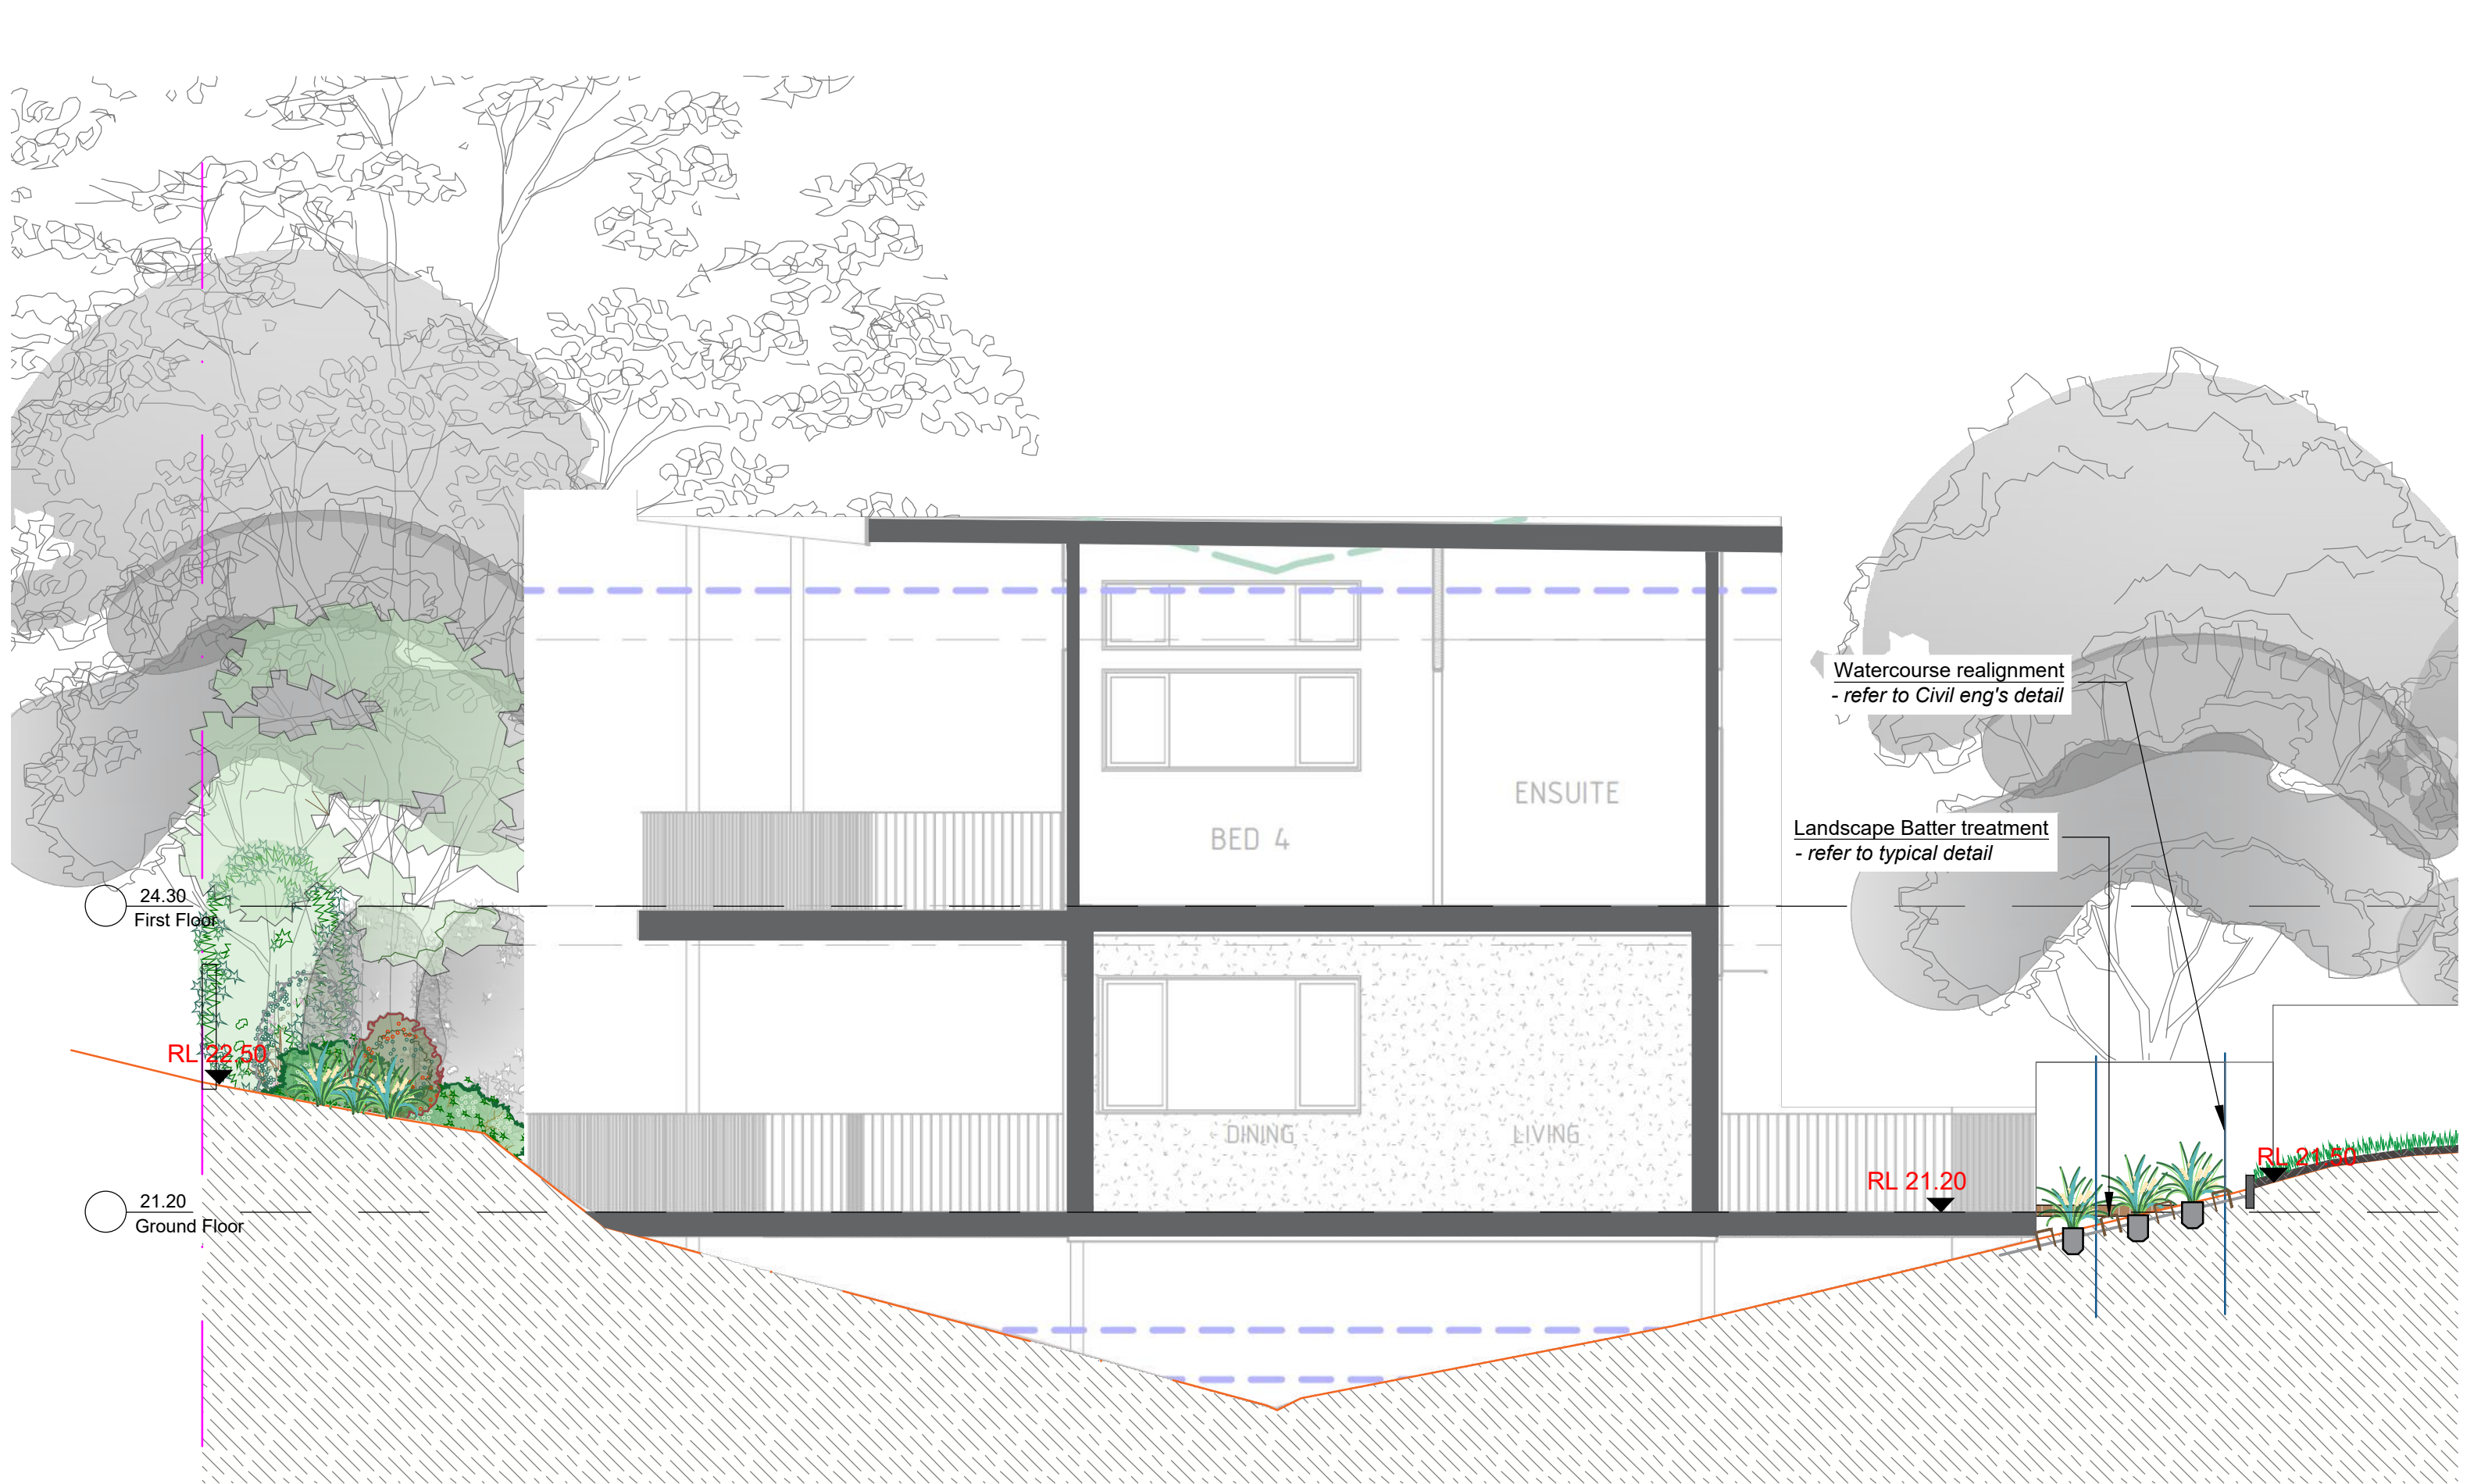 Watercourse realignment
- refer to Civil eng's detail
ENSUITE
BED 4
Landscape Batter treatment
- refer to typical detail
24.30
First Floor
RL 22.50
DINING
LIVING
RL 21.50
RL 21.20
21.20
Ground Floor